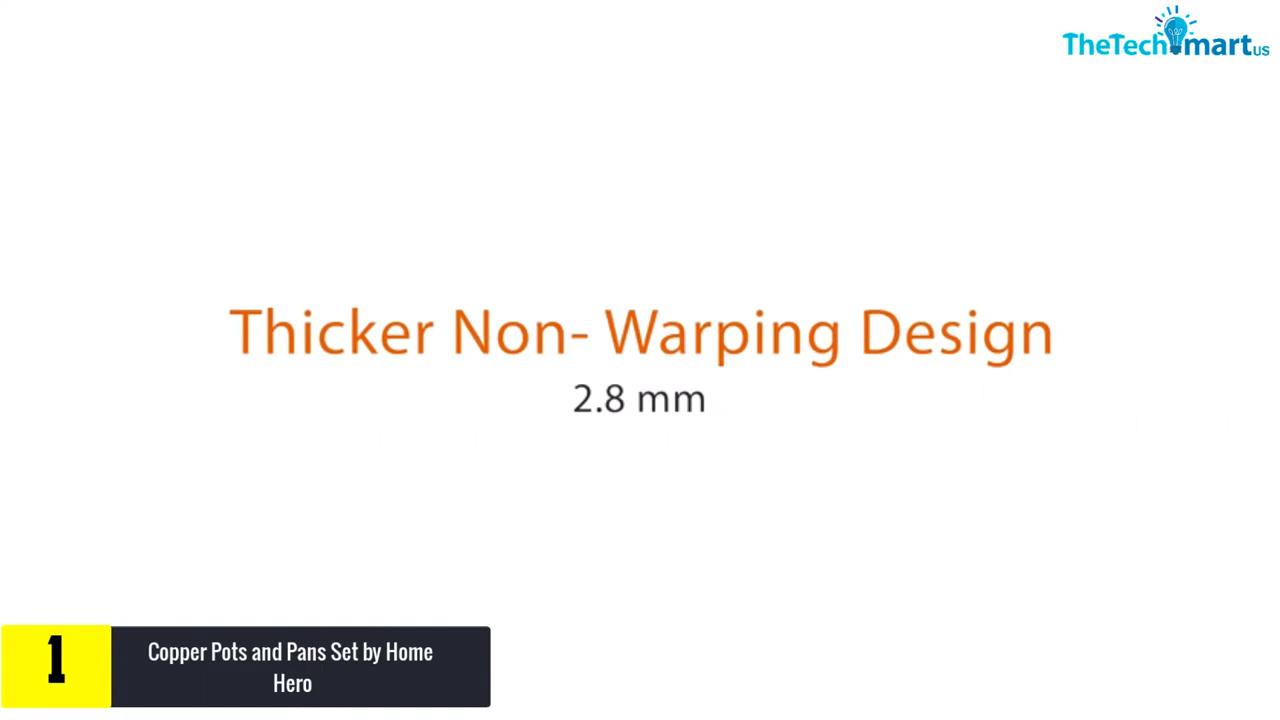 TheTechmartUS
Thicker Non- Warping Design
2.8 mm
1
Copper Pots and Pans Set by Home
Hero